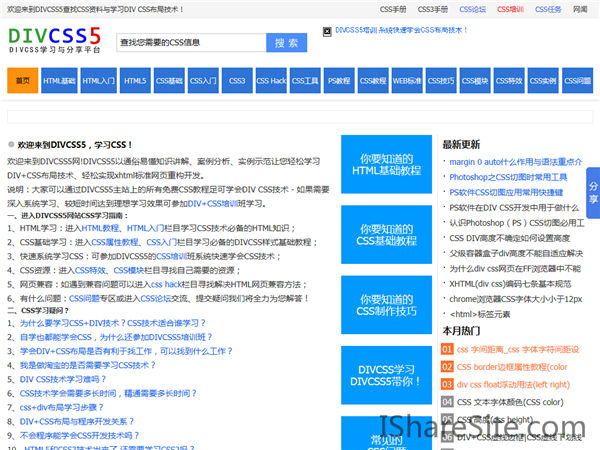 欢迎来到DIVCSS5查找CSS资料与学习DIV CSS布局技术！
CSS手册 CSS3手册 CSS论坛 CSS培训 CSS任务 网闻
DIVCSS5
DIVCSS学习与分享平台
查找您需要的CSS信息
搜 索
DIVCSS5培训 系统快速学会CSS布局技术！
首页 HTML基础 HTML入门 HTML5 CSS基础 CSS入门 CSS3 CSS Hack CSS工具 PS教程 CSS教程 WEB标准 CSS技巧 CSS模块 CSS特效 CSS实例 CSS问题
欢迎来到DIVCSS5，学习CSS！
欢迎来到DIVCSS5网!DIVCSS5以通俗易懂知识讲解、案例分析、实例示范让您轻松学习
DIV+CSS布局技术、轻松实现xhtml标准网页重构开发。
说明：大家可以通过DIVCSS5主站上的所有免费CSS教程足可学会DIV CSS技术 - 如果需要
深入系统学习、较短时间达到理想学习效果可参加DIV+CSS培训班学习。
一、进入DIVCSS5网站CSS学习指南：
1、HTML学习：进入HTML教程、HTML入门栏目学习CSS技术必备的HTML知识；
2、CSS基础学习：进入CSS属性教程、CSS入门栏目学习必备的DIVCSS样式基础教程；
3、快速系统学习CSS：可参加DIVCSS5的CSS培训班系统快速学会CSS技术；
4、CSS资源：进入CSS特效、CSS模块栏目寻找自己需要的资源；
5、网页兼容：如遇到兼容问题可以进入css hack栏目寻找解决HTML网页兼容方法；
6、有什么问题：CSS问题专区或进入CSS论坛交流、提交疑问我们将全力为您解答！
二、CSS学习疑问？
1、为什么要学习CSS+DIV技术？CSS技术适合谁学习？
2、自学也都能学会CSS，为什么还参加DIVCSS5培训班？
3、学会DIV+CSS布局是否有利于找工作，可以找到什么工作？
4、我是做淘宝的是否需要学习CSS技术？
5、DIV CSS技术学习难吗？
6、CSS技术学会需要多长时间，精通需要多长时间？
7、css+div布局学习步骤？
8、DIV+CSS布局与程序开发关系？
9、不会程序能学会CSS开发技术吗？
你要知道的
HTML基础教程
你要知道的
CSS基础教程
你要知道的
CSS制作技巧
DIVCSS学习
DIVCSS5带你！
常见的
最新更新
margin 0 auto什么作用与语法重点介
Photoshop之CSS切图时常用工具
PS软件CSS切图应用常用快捷键
PS软件在DIV CSS开发中用于做什么
认识Photoshop（PS）CSS切图必用工
CSS DIV高度不确定如何设置高度
父级容器盒子div高度不能自适应解决
为什么div css网页在FF浏览器中不能
XHTML(div css)编码七条基本规范
chrome浏览器CSS字体大小小于12px
<html>标签元素
本月热门
01 css 字间距离_css 字体字符间距设
02 CSS border边框属性教程(color
03 div css float浮动用法(left right)
04 CSS 文本字体颜色(CSS color)
05 CSS 高度(css height)
06 DIV+CSS虚线边框|CSS虚线下划线
分享
IShareSite.com